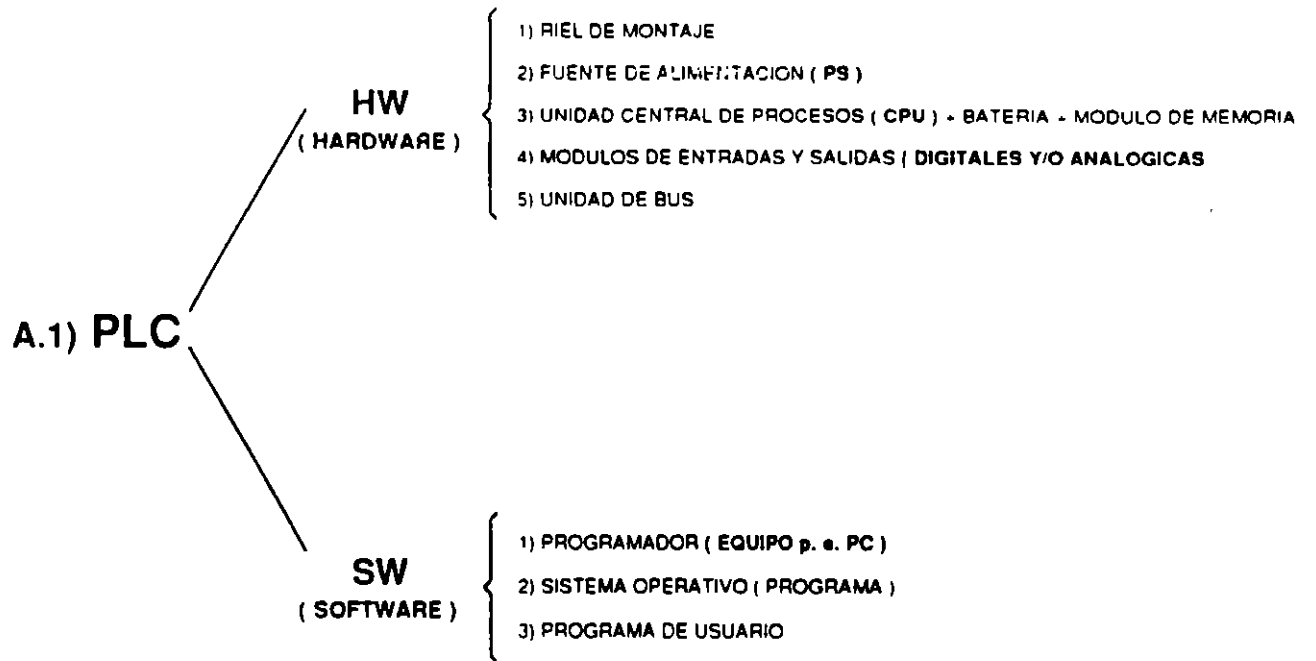 HW
( HARDWARE )
1) RIEL DE MONTAJE
2) FUENTE DE ALIMENTACION ( PS )
3) UNIDAD CENTRAL DE PROCESOS ( CPU ) + BATERIA + MODULO DE MEMORIA
4) MODULOS DE ENTRADAS Y SALIDAS ( DIGITALES Y/O ANALOGICAS
5) UNIDAD DE BUS
A.1) PLC
SW
( SOFTWARE )
1) PROGRAMADOR ( EQUIPO p. e. PC )
2) SISTEMA OPERATIVO ( PROGRAMA )
3) PROGRAMA DE USUARIO